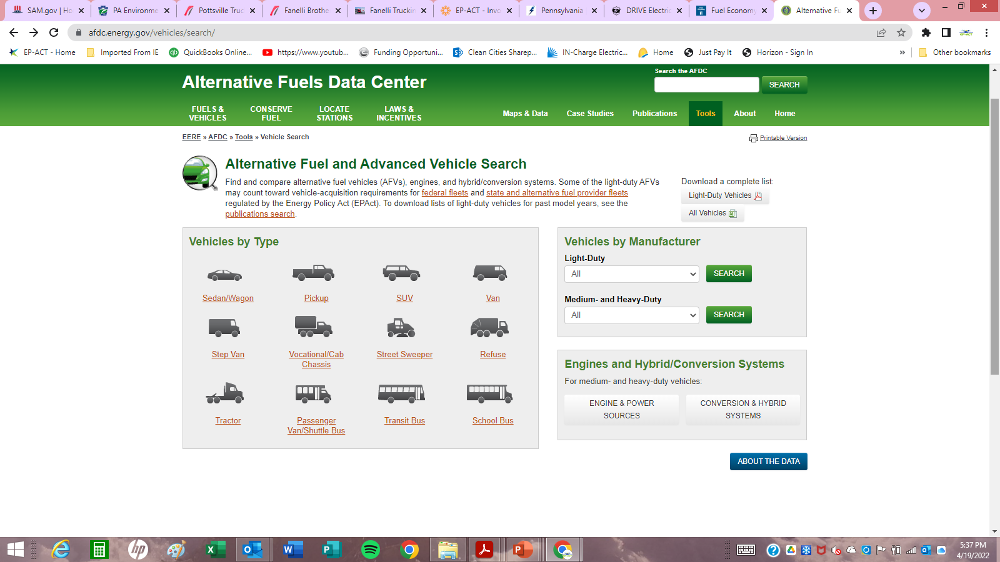 SAM.gov | Ho
PA Environme
Pottsville Truc
Fanelli Brothe
Fanelli Truckin
EP-ACT - Invo
Pennsylvania
DRIVE Electric
Fuel Economy
Alternative Fu
afdc.energy.gov/vehicles/search/
EP-ACT - Home
Imported From IE
QuickBooks Online...
https://www.youtub...
Funding Opportuni...
Clean Cities Sharep...
IN-Charge Electric...
Home
Just Pay It
Horizon - Sign In
»
Other bookmarks
Alternative Fuels Data Center
Search the AFDC
SEARCH
FUELS &
VEHICLES
CONSERVE
FUEL
LOCATE
STATIONS
LAWS &
INCENTIVES
Maps & Data
Case Studies
Publications
Tools
About
Home
EERE » AFDC » Tools » Vehicle Search
Printable Version
Alternative Fuel and Advanced Vehicle Search
Find and compare alternative fuel vehicles (AFVs), engines, and hybrid/conversion systems. Some of the light-duty AFVs
may count toward vehicle-acquisition requirements for federal fleets and state and alternative fuel provider fleets
regulated by the Energy Policy Act (EPAct). To download lists of light-duty vehicles for past model years, see the
publications search.
Download a complete list:
Light-Duty Vehicles
All Vehicles
Vehicles by Type
Sedan/Wagon
Pickup
SUV
Van
Step Van
Vocational/Cab
Chassis
Street Sweeper
Refuse
Tractor
Passenger
Van/Shuttle Bus
Transit Bus
School Bus
Vehicles by Manufacturer
Light-Duty
All
SEARCH
Medium- and Heavy-Duty
All
SEARCH
Engines and Hybrid/Conversion Systems
For medium- and heavy-duty vehicles:
ENGINE & POWER
SOURCES
CONVERSION & HYBRID
SYSTEMS
ABOUT THE DATA
5:37 PM
4/19/2022